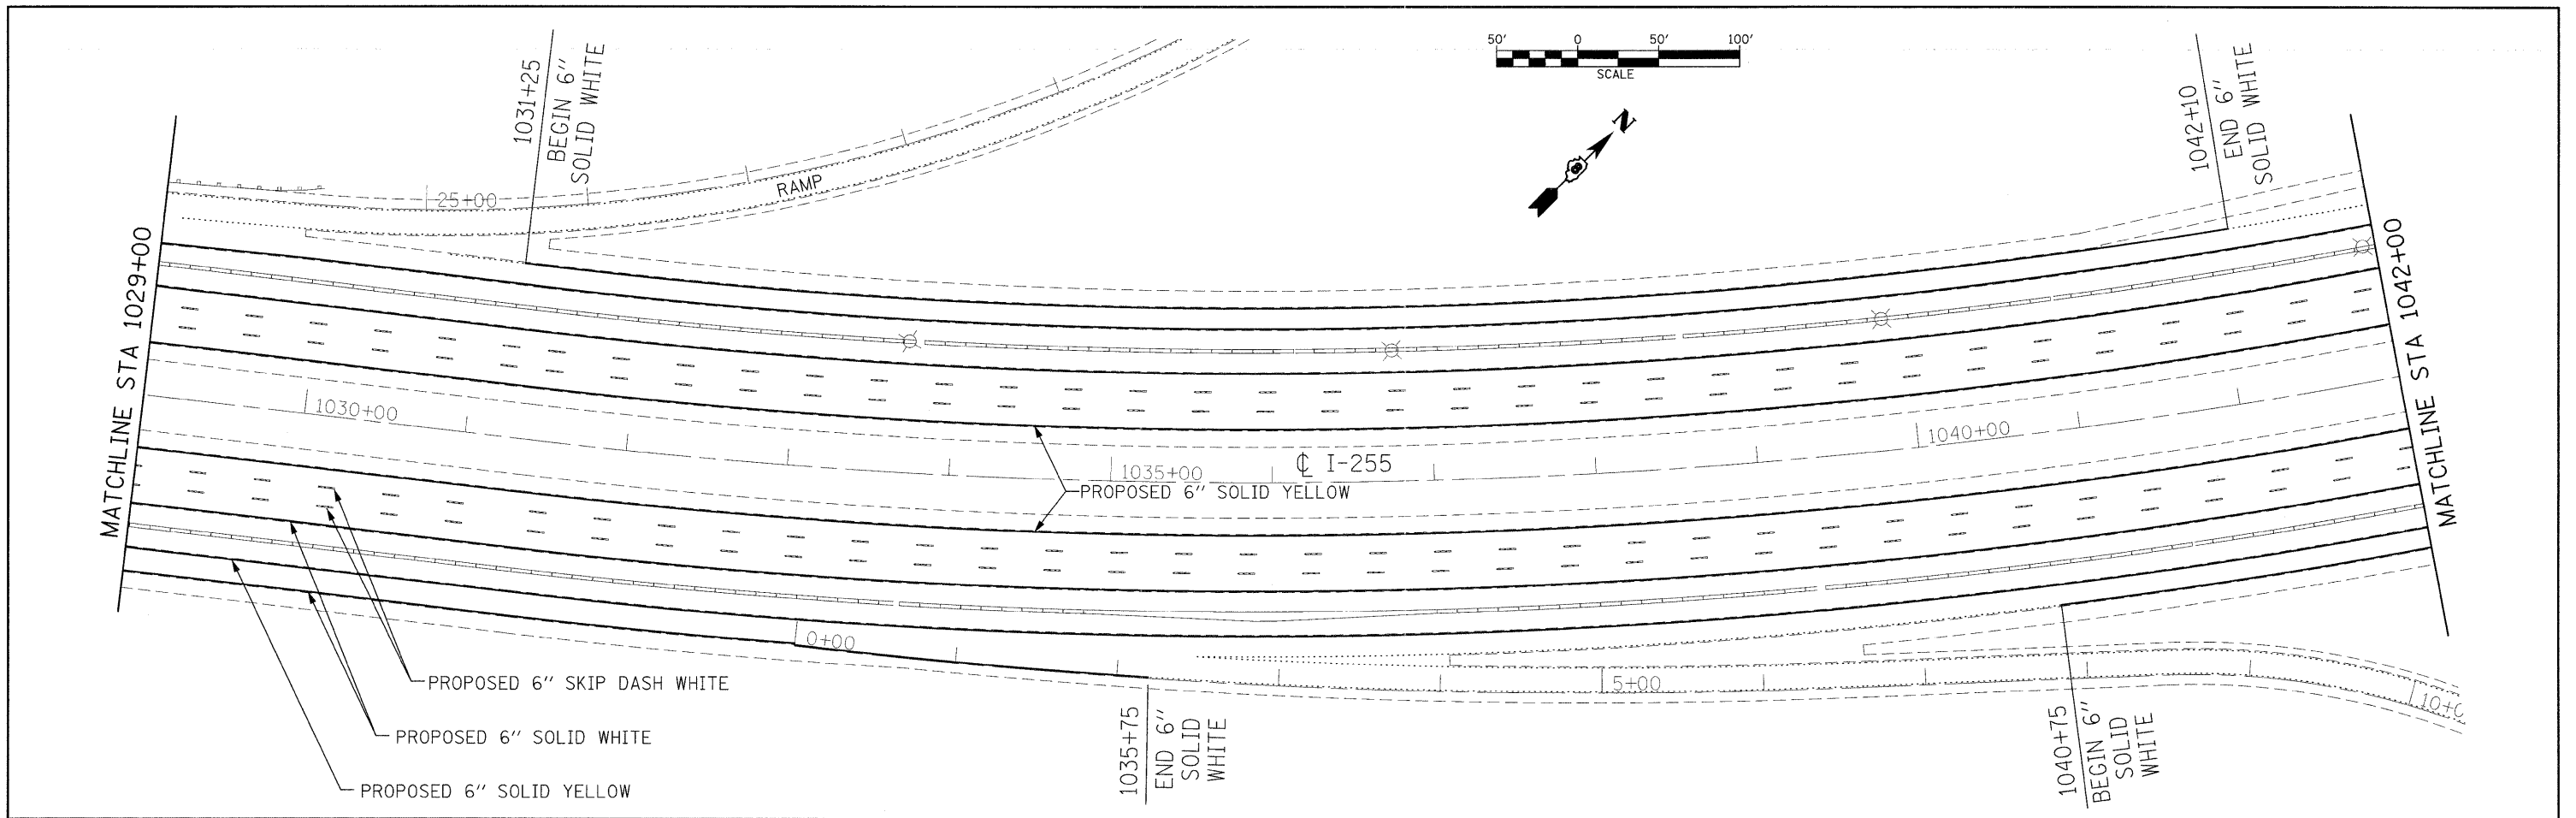 50' 0 50' 100'
SCALE
N
1031+25
BEGIN 6"
SOLID WHITE
1042+10
END 6"
SOLID WHITE
25+00
RAMP
MATCHLINE STA 1029+00
MATCHLINE STA 1042+00
1030+00
1035+00
℄ I-255
1040+00
PROPOSED 6" SOLID YELLOW
0+00
5+00
PROPOSED 6" SKIP DASH WHITE
PROPOSED 6" SOLID WHITE
PROPOSED 6" SOLID YELLOW
1035+75
END 6"
SOLID
WHITE
1040+75
BEGIN 6"
SOLID
WHITE